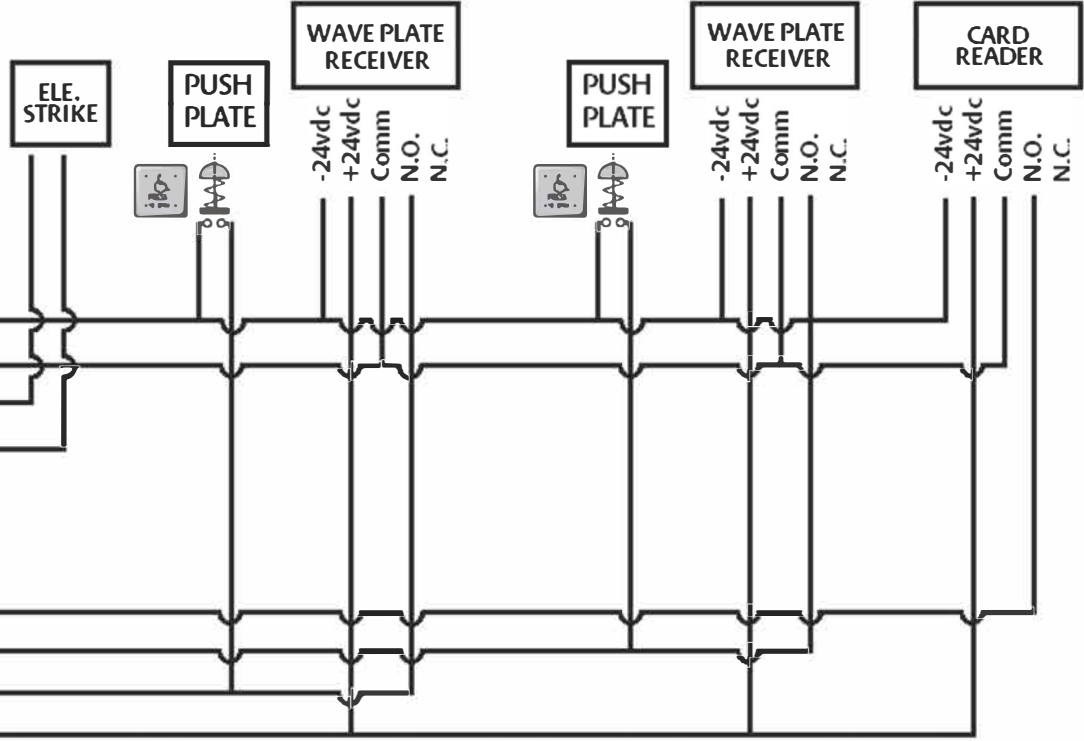 ELE.
STRIKE
PUSH
PLATE
WAVE PLATE
RECEIVER
-24vdc
+24vdc
Comm
N.O.
N.C.
PUSH
PLATE
WAVE PLATE
RECEIVER
-24vdc
+24vdc
Comm
N.O.
N.C.
CARD
READER
-24vdc
+24vdc
Comm
N.O.
N.C.